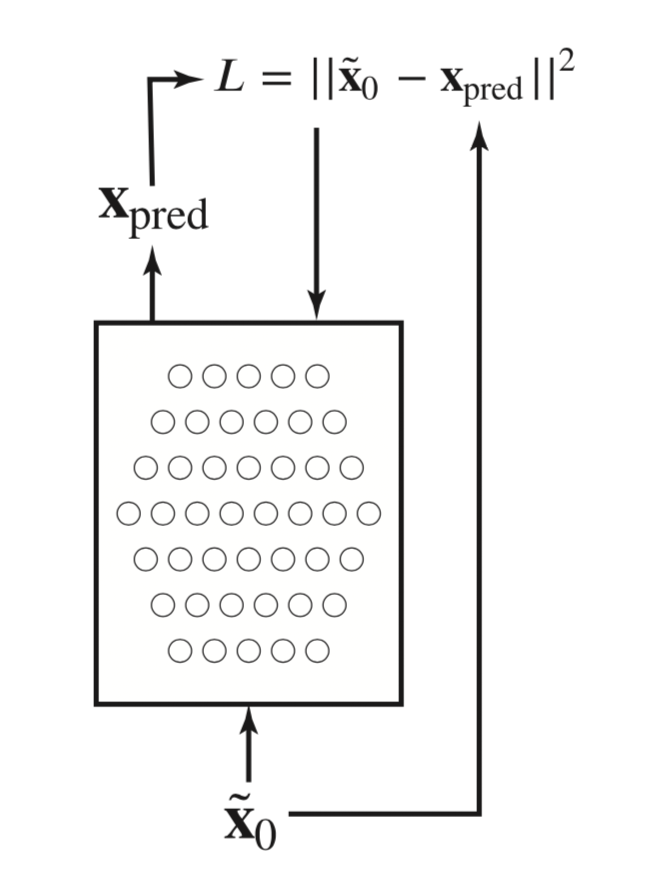 L = ||x̃₀ − x_pred||²
x_pred
x̃₀